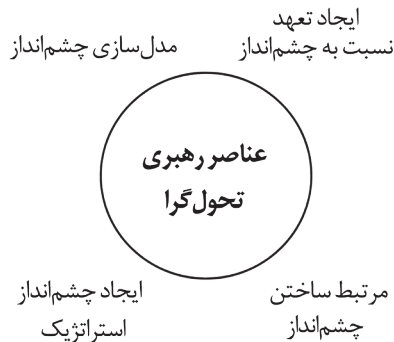 ایجاد تعهد
نسبت به چشم‌انداز
مدل‌سازی چشم‌انداز
عناصر رهبری
تحول‌گرا
مرتبط ساختن
چشم‌انداز
ایجاد چشم‌انداز
استراتژیک